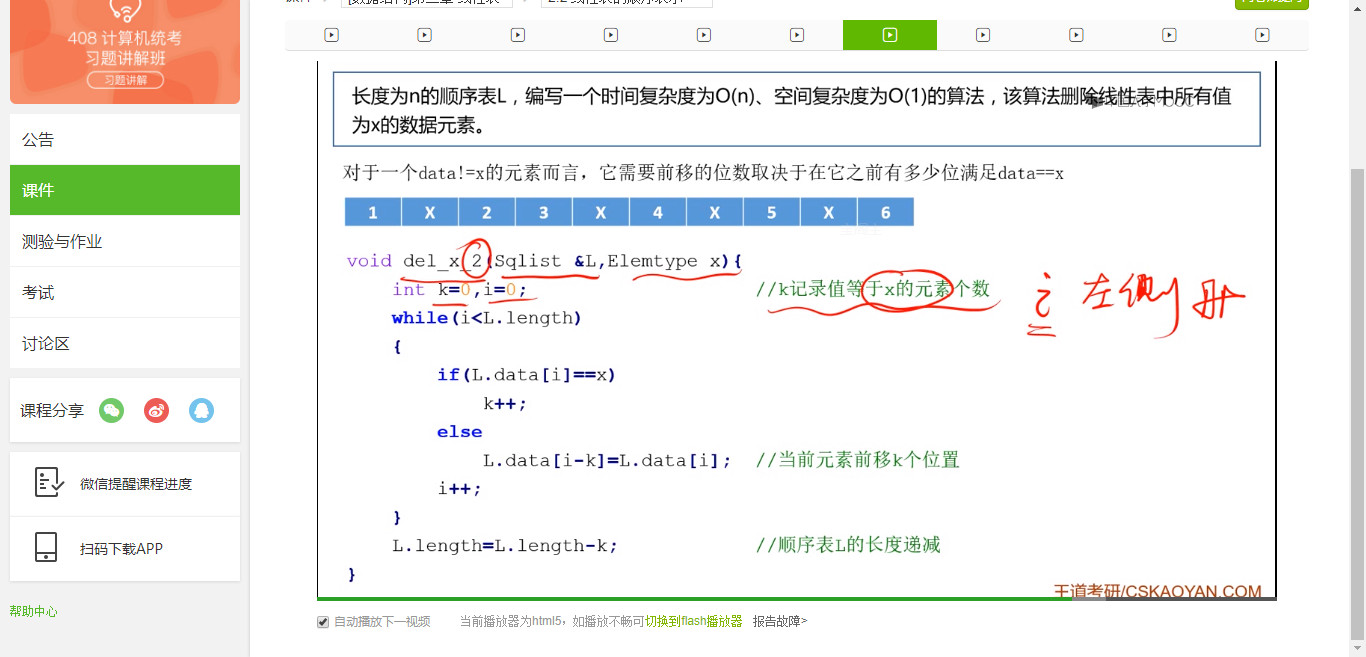 408 计算机统考
习题讲解班
习题讲解
公告
课件
测验与作业
考试
讨论区
课程分享
微信提醒课程进度
扫码下载APP
帮助中心
长度为n的顺序表L，编写一个时间复杂度为O(n)、空间复杂度为O(1)的算法，该算法删除线性表中所有值
为x的数据元素。
对于一个data!=x的元素而言，它需要前移的位数取决于在它之前有多少位满足data==x
1 X 2 3 X 4 X 5 X 6
void del_x_2(Sqlist &L,Elemtype x){
int k=0,i=0; //k记录值等于x的元素个数
i 左侧
while(i<L.length)
{
if(L.data[i]==x)
k++;
else
L.data[i-k]=L.data[i]; //当前元素前移k个位置
i++;
}
L.length=L.length-k; //顺序表L的长度递减
}
王道考研/CSKAOYAN.COM
自动播放下一视频 当前播放器为html5，如播放不畅可切换到flash播放器 报告故障>